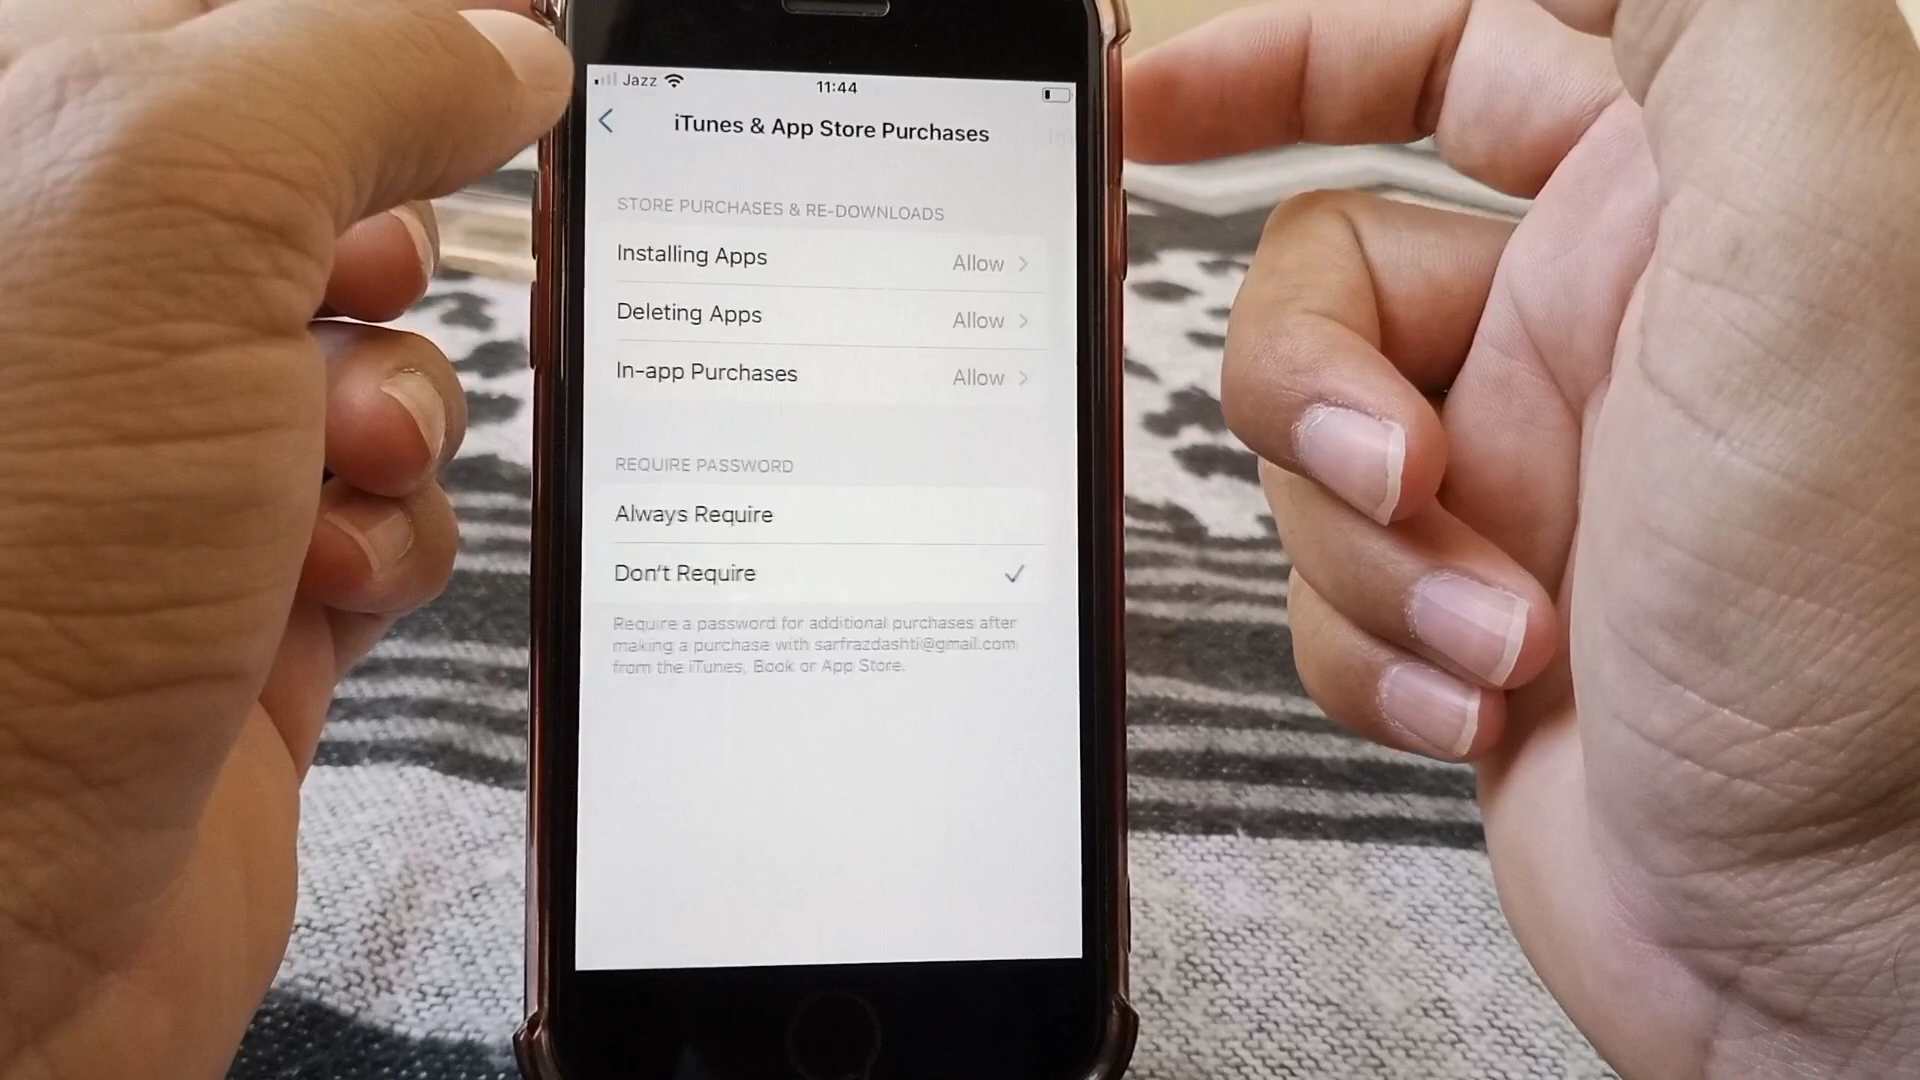 Jazz 11:44
iTunes & App Store Purchases
STORE PURCHASES & RE-DOWNLOADS
Installing Apps Allow
Deleting Apps Allow
In-app Purchases Allow
REQUIRE PASSWORD
Always Require
Don't Require
Require a password for additional purchases after
making a purchase with sarfrazdashti@gmail.com
from the iTunes, Book or App Store.